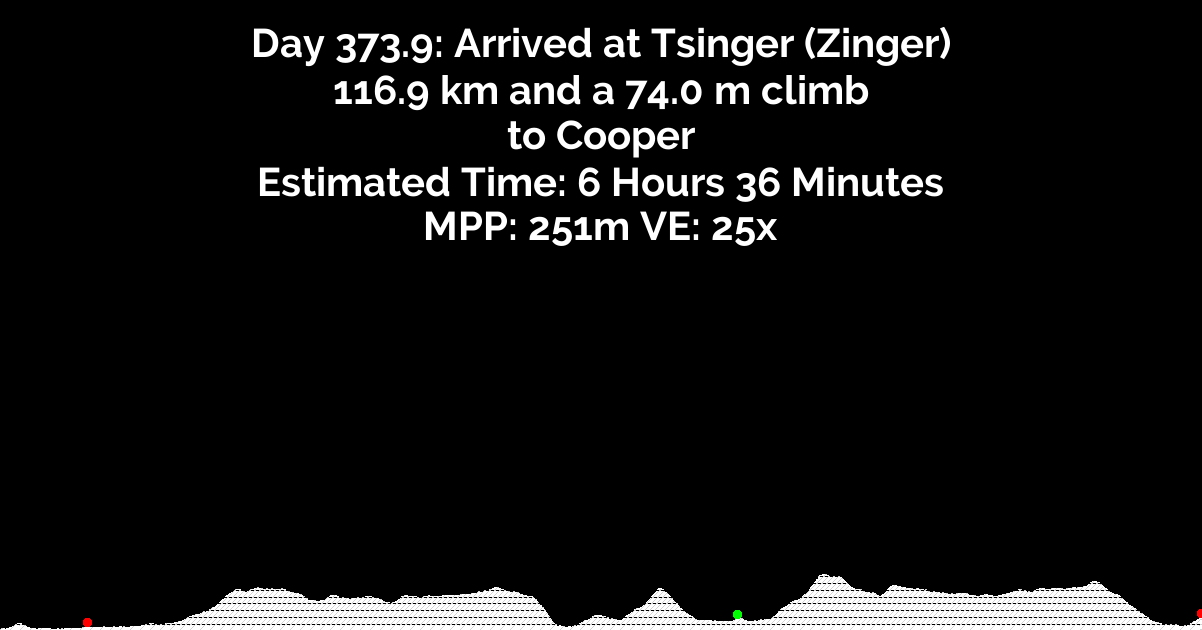 Day 373.9: Arrived at Tsinger (Zinger)
116.9 km and a 74.0 m climb
to Cooper
Estimated Time: 6 Hours 36 Minutes
MPP: 251m VE: 25x